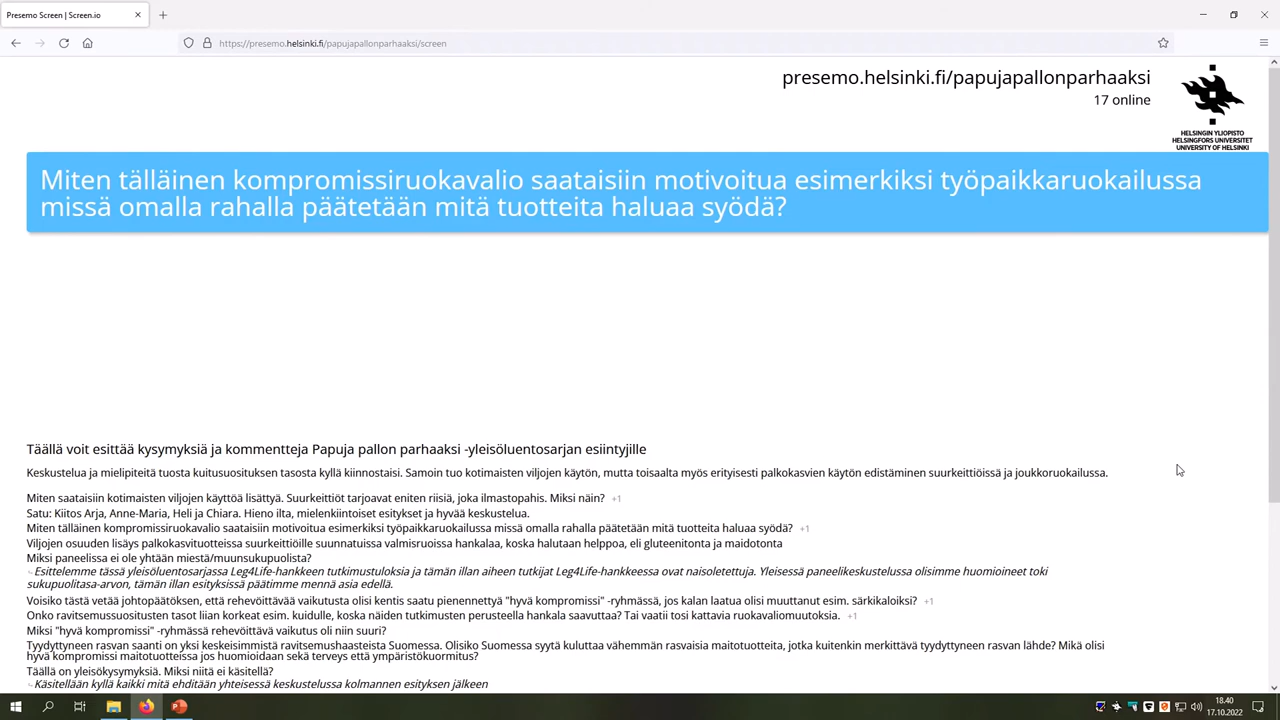 Presemo Screen | Screen.io
https://presemo.helsinki.fi/papujapallonparhaaksi/screen
presemo.helsinki.fi/papujapallonparhaaksi
17 online
HELSINGIN YLIOPISTO
HELSINGFORS UNIVERSITET
UNIVERSITY OF HELSINKI
Miten tälläinen kompromissiruokavalio saataisiin motivoitua esimerkiksi työpaikkaruokailussa
missä omalla rahalla päätetään mitä tuotteita haluaa syödä?
Täällä voit esittää kysymyksiä ja kommentteja Papuja pallon parhaaksi -yleisöluentosarjan esiintyjille
Keskustelua ja mielipiteitä tuosta kuitusuosituksen tasosta kyllä kiinnostaisi. Samoin tuo kotimaisten viljojen käytön, mutta toisaalta myös erityisesti palkokasvien käytön edistäminen suurkeittiöissä ja joukkoruokailussa.
Miten saataisiin kotimaisten viljojen käyttöä lisättyä. Suurkeittiöt tarjoavat eniten riisiä, joka ilmastopahis. Miksi näin? +1
Satu: Kiitos Arja, Anne-Maria, Heli ja Chiara. Hieno ilta, mielenkiintoiset esitykset ja hyvää keskustelua.
Miten tälläinen kompromissiruokavalio saataisiin motivoitua esimerkiksi työpaikkaruokailussa missä omalla rahalla päätetään mitä tuotteita haluaa syödä? +1
Viljojen osuuden lisäys palkokasvituotteissa suurkeittiöille suunnatuissa valmisruoissa hankalaa, koska halutaan helppoa, eli gluteenitonta ja maidotonta
Miksi paneelissa ei ole yhtään miestä/muunsukupuolista?
Esittelemme tässä yleisöluentosarjassa Leg4Life-hankkeen tutkimustuloksia ja tämän illan aiheen tutkijat Leg4Life-hankkeessa ovat naisoletettuja. Yleisessä paneelikeskustelussa olisimme huomioineet toki
sukupuolitasa-arvon, tämän illan esityksissä päätimme mennä asia edellä.
Voisiko tästä vetää johtopäätöksen, että rehevöittävää vaikutusta olisi kentis saatu pienennettyä "hyvä kompromissi" -ryhmässä, jos kalan laatua olisi muuttanut esim. särkikaloiksi? +1
Onko ravitsemussuositusten tasot liian korkeat esim. kuidulle, koska näiden tutkimusten perusteella hankala saavuttaa? Tai vaatii tosi kattavia ruokavaliomuutoksia. +1
Miksi "hyvä kompromissi" -ryhmässä rehevöittävä vaikutus oli niin suuri?
Tyydyttyneen rasvan saanti on yksi keskeisimmistä ravitsemushaasteista Suomessa. Olisiko Suomessa syytä kuluttaa vähemmän rasvaisia maitotuotteita, jotka kuitenkin merkittävä tyydyttyneen rasvan lähde? Mikä olisi
hyvä kompromissi maitotuotteissa jos huomioidaan sekä terveys että ympäristökuormitus?
Täällä on yleisökysymyksiä. Miksi niitä ei käsitellä?
Käsitellään kyllä kaikki mitä ehditään yhteisessä keskustelussa kolmannen esityksen jälkeen
18.40
17.10.2022